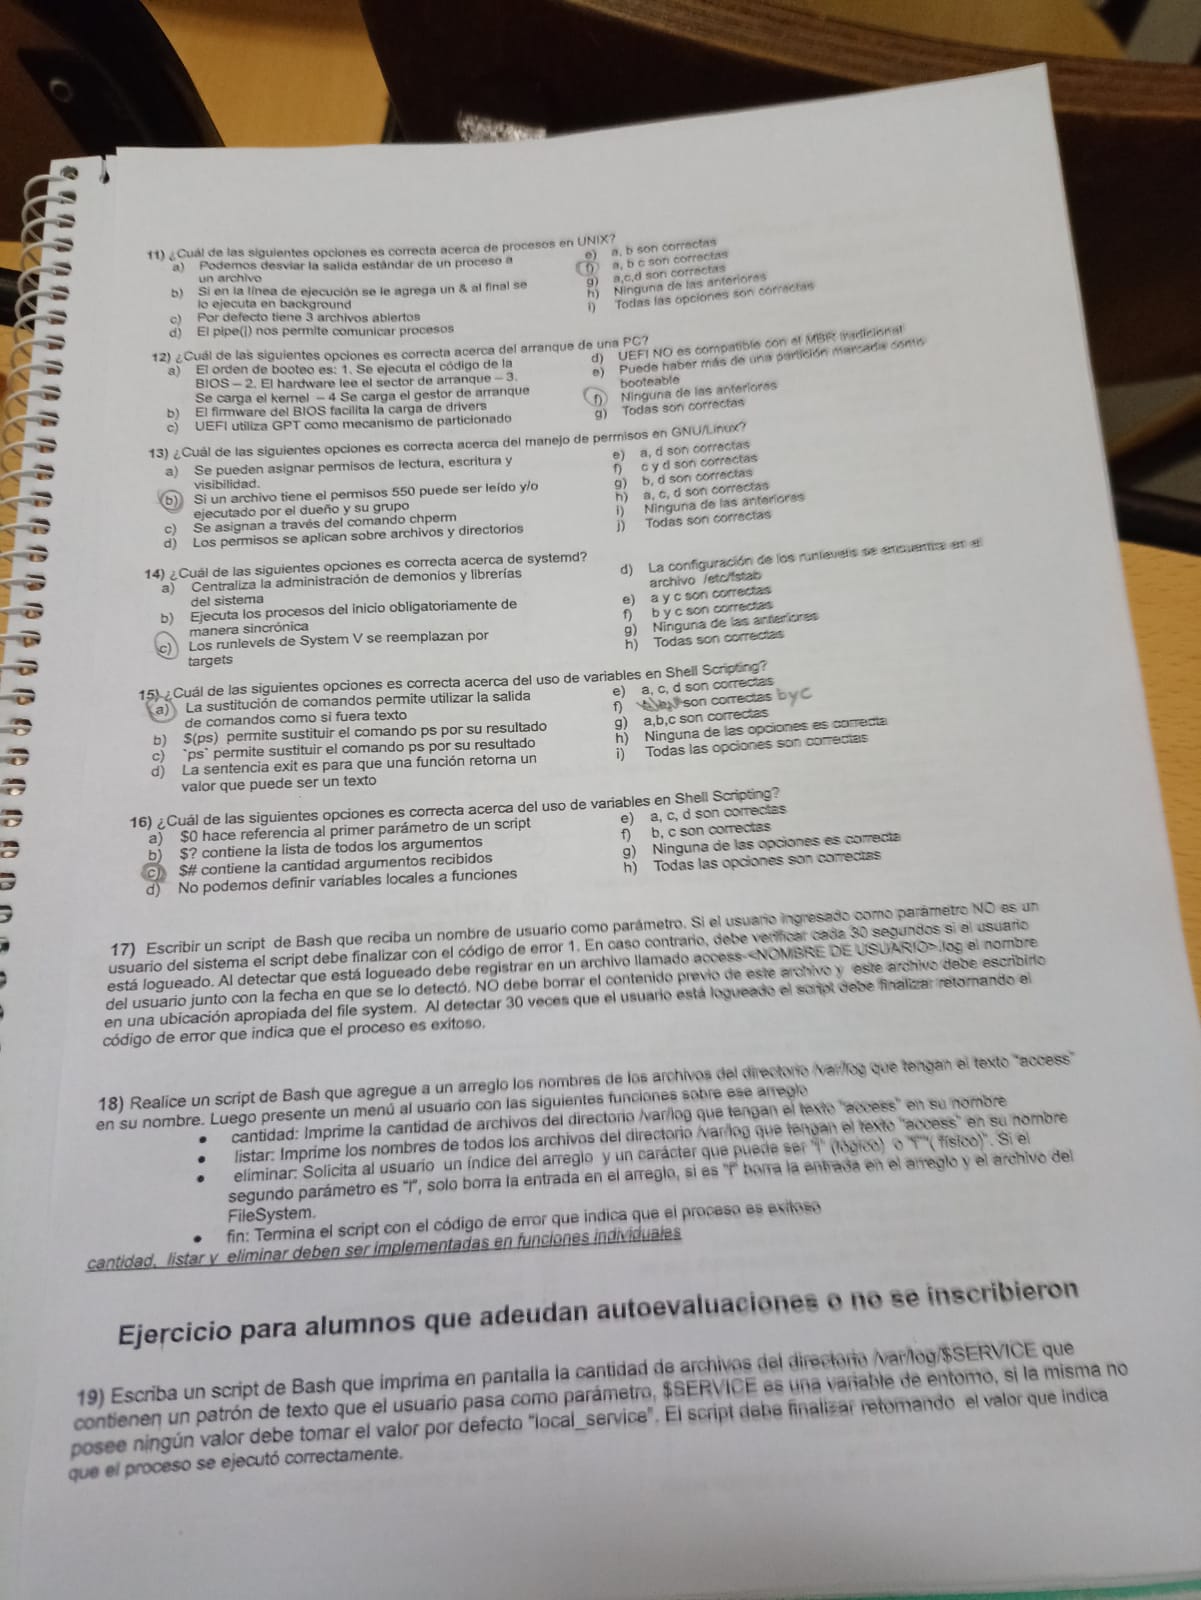 11) ¿Cuál de las siguientes opciones es correcta acerca de procesos en UNIX?
a) Podemos desviar la salida estándar de un proceso a
un archivo
b) Si en la línea de ejecución se le agrega un & al final se
lo ejecuta en background
c) Por defecto tiene 3 archivos abiertos
d) El pipe(|) nos permite comunicar procesos
e) a, b son correctas
f) a, b c son correctas
g) a,c,d son correctas
h) Ninguna de las anteriores
i) Todas las opciones son correctas
12) ¿Cuál de las siguientes opciones es correcta acerca del arranque de una PC?
a) El orden de booteo es: 1. Se ejecuta el código de la
BIOS – 2. El hardware lee el sector de arranque – 3.
Se carga el kernel – 4 Se carga el gestor de arranque
b) El firmware del BIOS facilita la carga de drivers
c) UEFI utiliza GPT como mecanismo de particionado
d) UEFI NO es compatible con el MBR tradicional
e) Puede haber más de una partición marcada como
booteable
f) Ninguna de las anteriores
g) Todas son correctas
13) ¿Cuál de las siguientes opciones es correcta acerca del manejo de permisos en GNU/Linux?
a) Se pueden asignar permisos de lectura, escritura y
visibilidad.
b) Si un archivo tiene el permisos 550 puede ser leído y/o
ejecutado por el dueño y su grupo
c) Se asignan a través del comando chperm
d) Los permisos se aplican sobre archivos y directorios
e) a, d son correctas
f) c y d son correctas
g) b, d son correctas
h) a, c, d son correctas
i) Ninguna de las anteriores
j) Todas son correctas
14) ¿Cuál de las siguientes opciones es correcta acerca de systemd?
a) Centraliza la administración de demonios y librerías
del sistema
b) Ejecuta los procesos del inicio obligatoriamente de
manera sincrónica
c) Los runlevels de System V se reemplazan por
targets
d) La configuración de los runlevels se encuentra en el
archivo /etc/fstab
e) a y c son correctas
f) b y c son correctas
g) Ninguna de las anteriores
h) Todas son correctas
15) ¿Cuál de las siguientes opciones es correcta acerca del uso de variables en Shell Scripting?
a) La sustitución de comandos permite utilizar la salida
de comandos como si fuera texto
b) $(ps) permite sustituir el comando ps por su resultado
c) `ps` permite sustituir el comando ps por su resultado
d) La sentencia exit es para que una función retorna un
valor que puede ser un texto
e) a, c, d son correctas
f) son correctas byc
g) a,b,c son correctas
h) Ninguna de las opciones es correcta
i) Todas las opciones son correctas
16) ¿Cuál de las siguientes opciones es correcta acerca del uso de variables en Shell Scripting?
a) $0 hace referencia al primer parámetro de un script
b) $? contiene la lista de todos los argumentos
c) $# contiene la cantidad argumentos recibidos
d) No podemos definir variables locales a funciones
e) a, c, d son correctas
f) b, c son correctas
g) Ninguna de las opciones es correcta
h) Todas las opciones son correctas
17) Escribir un script de Bash que reciba un nombre de usuario como parámetro. Si el usuario ingresado como parámetro NO es un
usuario del sistema el script debe finalizar con el código de error 1. En caso contrario, debe verificar cada 30 segundos si el usuario
está logueado. Al detectar que está logueado debe registrar en un archivo llamado access-<NOMBRE DE USUARIO>.log el nombre
del usuario junto con la fecha en que se lo detectó. NO debe borrar el contenido previo de este archivo y este archivo debe escribirlo
en una ubicación apropiada del file system. Al detectar 30 veces que el usuario está logueado el script debe finalizar retornando el
código de error que indica que el proceso es exitoso.
18) Realice un script de Bash que agregue a un arreglo los nombres de los archivos del directorio /var/log que tengan el texto "access"
en su nombre. Luego presente un menú al usuario con las siguientes funciones sobre ese arreglo
• cantidad: Imprime la cantidad de archivos del directorio /var/log que tengan el texto "access" en su nombre
• listar: Imprime los nombres de todos los archivos del directorio /var/log que tengan el texto "access" en su nombre
• eliminar: Solicita al usuario un índice del arreglo y un carácter que puede ser "l" (lógico) o "f"( físico)". Si el
segundo parámetro es "l", solo borra la entrada en el arreglo, si es "f" borra la entrada en el arreglo y el archivo del
FileSystem.
• fin: Termina el script con el código de error que indica que el proceso es exitoso
cantidad, listar y eliminar deben ser implementadas en funciones individuales
Ejercicio para alumnos que adeudan autoevaluaciones o no se inscribieron
19) Escriba un script de Bash que imprima en pantalla la cantidad de archivos del directorio /var/log/$SERVICE que
contienen un patrón de texto que el usuario pasa como parámetro, $SERVICE es una variable de entorno, si la misma no
posee ningún valor debe tomar el valor por defecto "local_service". El script debe finalizar retornando el valor que indica
que el proceso se ejecutó correctamente.